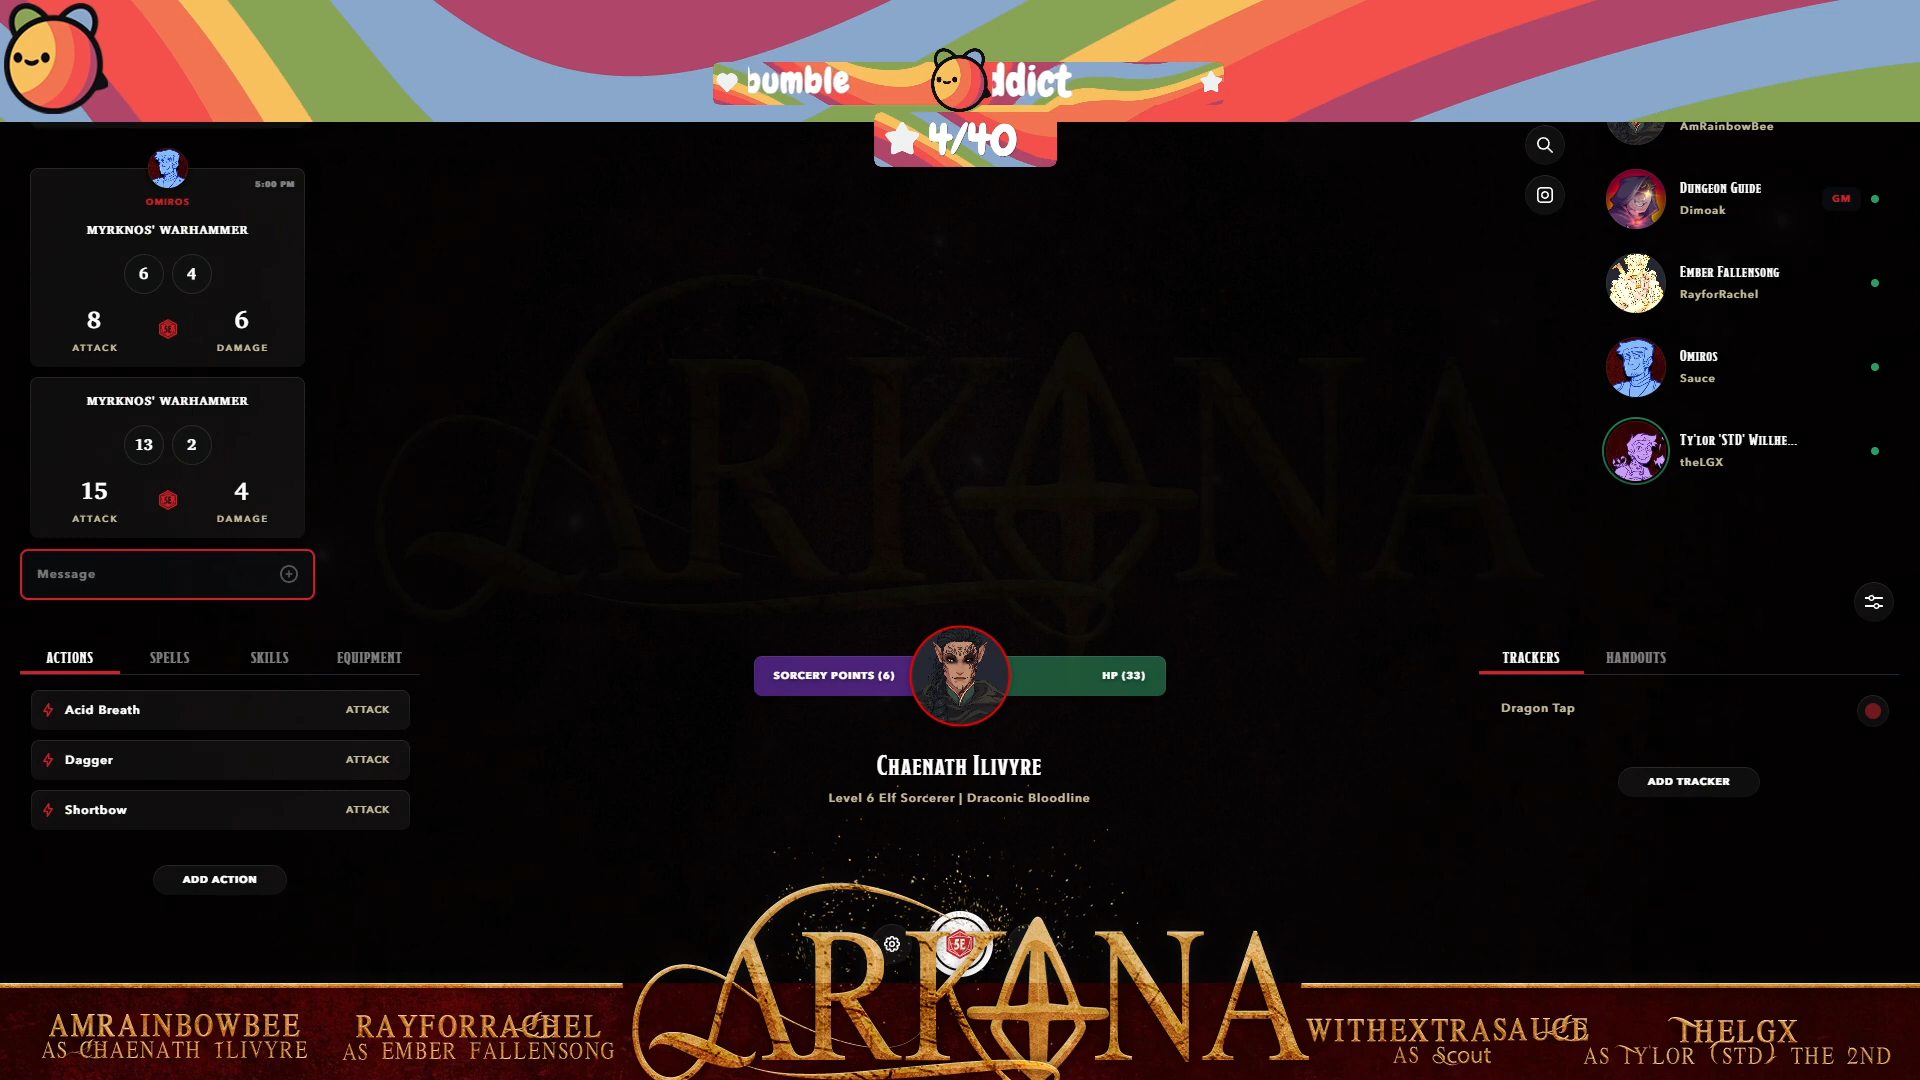 bumble ddict
4/40
AmRainbowBee
5:00 PM
OMIROS
MYRKNOS' WARHAMMER
6 4
8 6
ATTACK DAMAGE
MYRKNOS' WARHAMMER
13 2
15 4
ATTACK DAMAGE
Message
DUNGEON GUIDE
Dimoak
GM
EMBER FALLENSONG
RayforRachel
OMIROS
Sauce
TY'LOR 'STD' WILLHE...
theLGX
ACTIONS SPELLS SKILLS EQUIPMENT
Acid Breath ATTACK
Dagger ATTACK
Shortbow ATTACK
ADD ACTION
SORCERY POINTS (6) HP (33)
CHAENATH ILIVYRE
Level 6 Elf Sorcerer | Draconic Bloodline
TRACKERS HANDOUTS
Dragon Tap
ADD TRACKER
5E
ARKANA
AMRAINBOWBEE
AS CHAENATH ILIVYRE
RAYFORRACHEL
AS EMBER FALLENSONG
WITHEXTRASAUCE
AS Scout
THELGX
AS TY'LOR (STD) THE 2ND